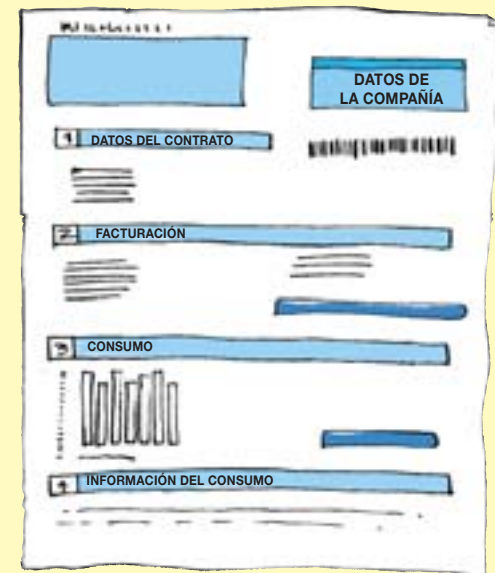 DATOS DE
LA COMPAÑÍA
1 DATOS DEL CONTRATO
2 FACTURACIÓN
3 CONSUMO
4 INFORMACIÓN DEL CONSUMO